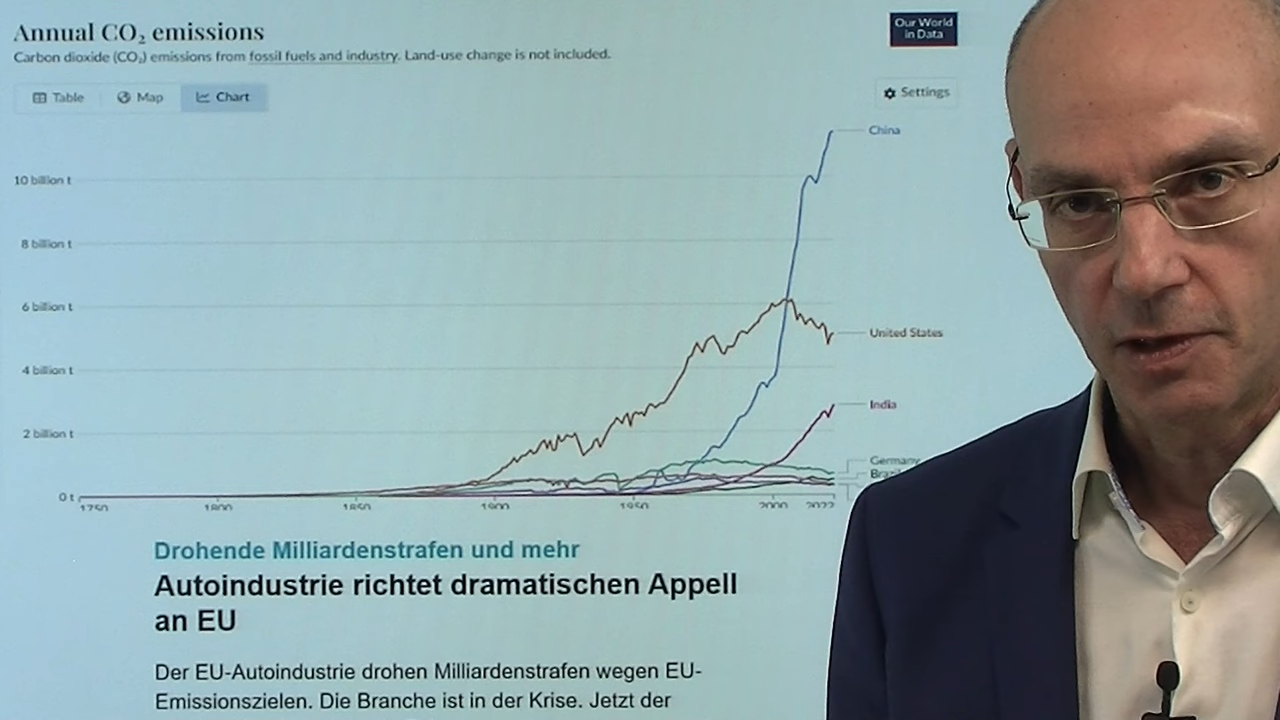 Annual CO₂ emissions
Our World
in Data
Carbon dioxide (CO₂) emissions from fossil fuels and industry. Land-use change is not included.
Table
Map
Chart
Settings
China
10 billion t
8 billion t
6 billion t
United States
4 billion t
India
2 billion t
Germany
0 t
1750
1800
1850
1900
1950
2000
2022
Drohende Milliardenstrafen und mehr
Autoindustrie richtet dramatischen Appell
an EU
Der EU-Autoindustrie drohen Milliardenstrafen wegen EU-
Emissionszielen. Die Branche ist in der Krise. Jetzt der